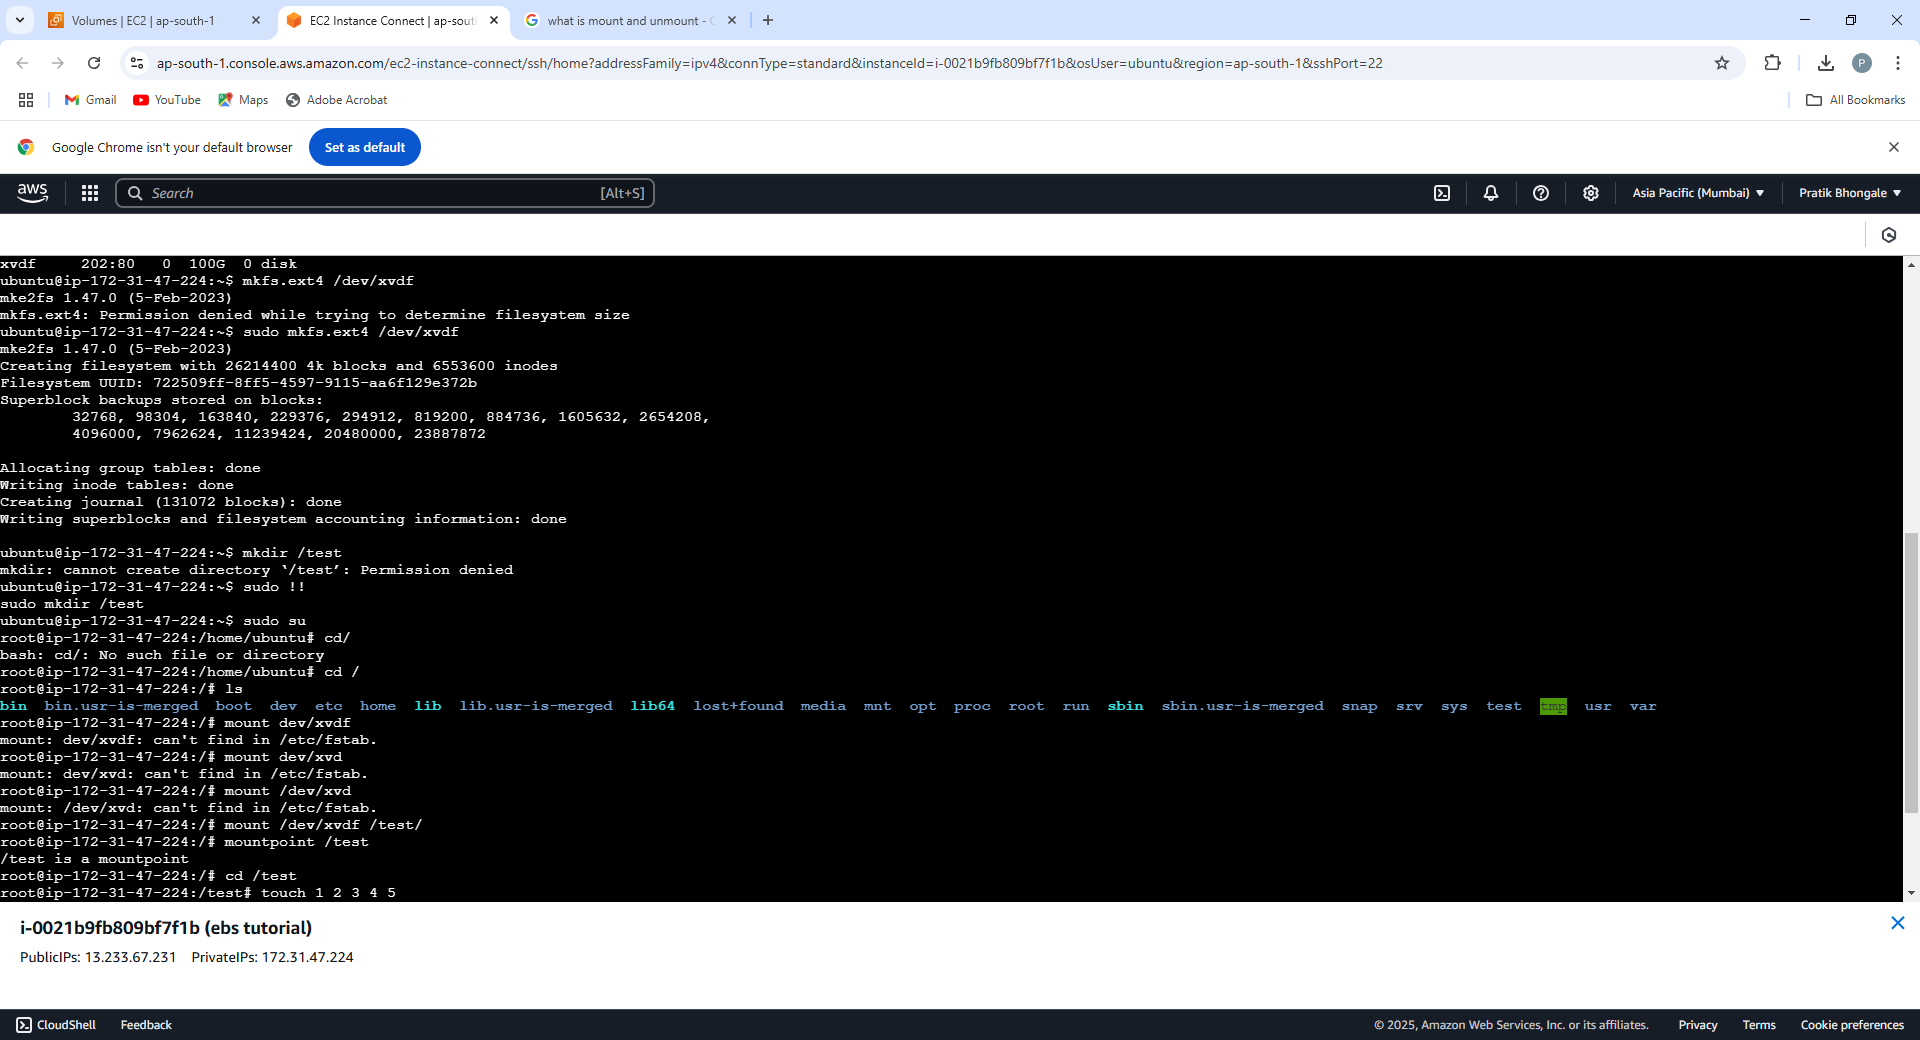 Volumes | EC2 | ap-south-1
EC2 Instance Connect | ap-sout
what is mount and unmount - G
ap-south-1.console.aws.amazon.com/ec2-instance-connect/ssh/home?addressFamily=ipv4&connType=standard&instanceId=i-0021b9fb809bf7f1b&osUser=ubuntu&region=ap-south-1&sshPort=22
P
Gmail
YouTube
Maps
Adobe Acrobat
All Bookmarks
Google Chrome isn't your default browser
Set as default
aws
Search
[Alt+S]
Asia Pacific (Mumbai)
Pratik Bhongale
xvdf     202:80   0  100G  0 disk
ubuntu@ip-172-31-47-224:~$ mkfs.ext4 /dev/xvdf
mke2fs 1.47.0 (5-Feb-2023)
mkfs.ext4: Permission denied while trying to determine filesystem size
ubuntu@ip-172-31-47-224:~$ sudo mkfs.ext4 /dev/xvdf
mke2fs 1.47.0 (5-Feb-2023)
Creating filesystem with 26214400 4k blocks and 6553600 inodes
Filesystem UUID: 722509ff-8ff5-4597-9115-aa6f129e372b
Superblock backups stored on blocks:
        32768, 98304, 163840, 229376, 294912, 819200, 884736, 1605632, 2654208,
        4096000, 7962624, 11239424, 20480000, 23887872
Allocating group tables: done
Writing inode tables: done
Creating journal (131072 blocks): done
Writing superblocks and filesystem accounting information: done
ubuntu@ip-172-31-47-224:~$ mkdir /test
mkdir: cannot create directory ‘/test’: Permission denied
ubuntu@ip-172-31-47-224:~$ sudo !!
sudo mkdir /test
ubuntu@ip-172-31-47-224:~$ sudo su
root@ip-172-31-47-224:/home/ubuntu# cd/
bash: cd/: No such file or directory
root@ip-172-31-47-224:/home/ubuntu# cd /
root@ip-172-31-47-224:/# ls
bin  bin.usr-is-merged  boot  dev  etc  home  lib  lib.usr-is-merged  lib64  lost+found  media  mnt  opt  proc  root  run  sbin  sbin.usr-is-merged  snap  srv  sys  test  tmp  usr  var
root@ip-172-31-47-224:/# mount dev/xvdf
mount: dev/xvdf: can't find in /etc/fstab.
root@ip-172-31-47-224:/# mount dev/xvd
mount: dev/xvd: can't find in /etc/fstab.
root@ip-172-31-47-224:/# mount /dev/xvd
mount: /dev/xvd: can't find in /etc/fstab.
root@ip-172-31-47-224:/# mount /dev/xvdf /test/
root@ip-172-31-47-224:/# mountpoint /test
/test is a mountpoint
root@ip-172-31-47-224:/# cd /test
root@ip-172-31-47-224:/test# touch 1 2 3 4 5
i-0021b9fb809bf7f1b (ebs tutorial)
PublicIPs: 13.233.67.231    PrivateIPs: 172.31.47.224
CloudShell
Feedback
© 2025, Amazon Web Services, Inc. or its affiliates.
Privacy
Terms
Cookie preferences